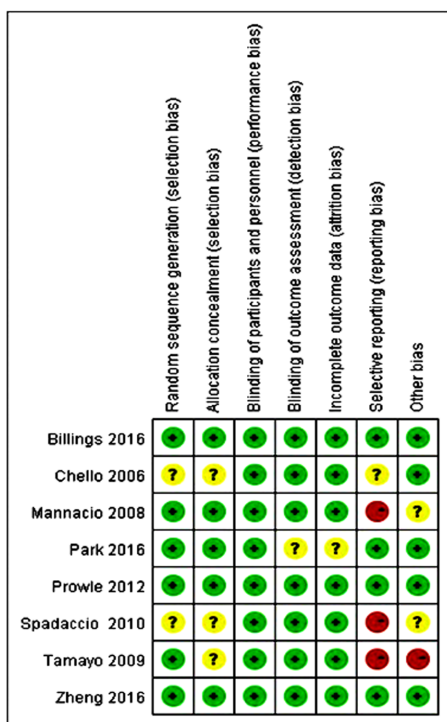 Random sequence generation (selection bias)
Allocation concealment (selection bias)
Blinding of participants and personnel (performance bias)
Blinding of outcome assessment (detection bias)
Incomplete outcome data (attrition bias)
Selective reporting (reporting bias)
Other bias
Billings 2016
Chello 2006 ? ? ?
Mannacio 2008 ?
Park 2016 ? ?
Prowle 2012
Spadaccio 2010 ? ? ?
Tamayo 2009 ?
Zheng 2016